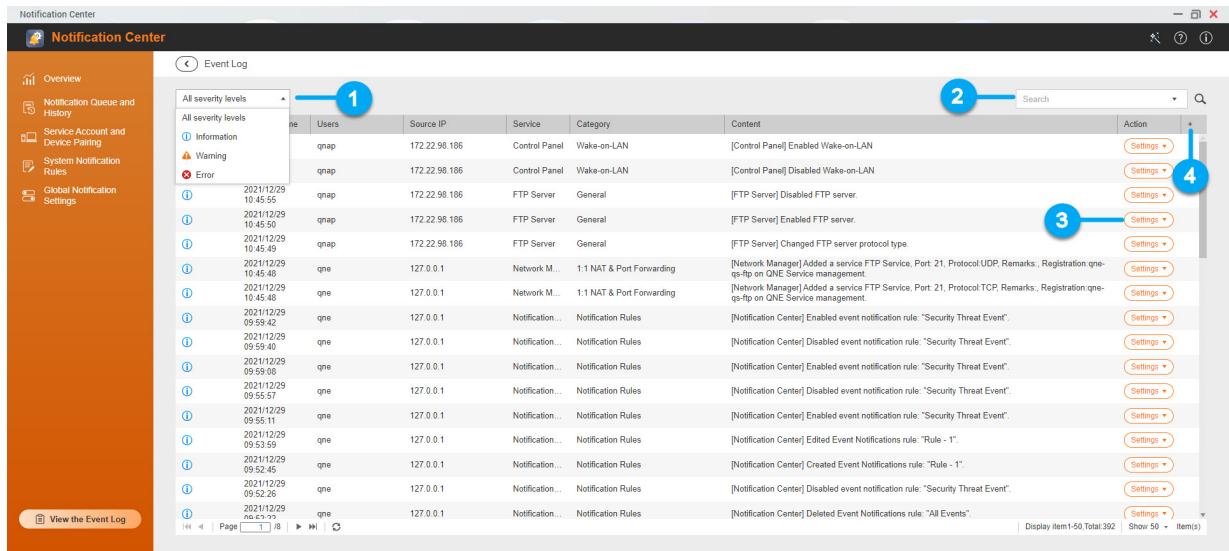 Notification Center
Notification Center
Event Log
Overview
Notification Queue and
History
Service Account and
Device Pairing
System Notification
Rules
Global Notification
Settings
View the Event Log
All severity levels
1
2
Search
All severity levels
Information
Warning
Error
Users Source IP Service Category Content Action +
qnap 172.22.98.186 Control Panel Wake-on-LAN [Control Panel] Enabled Wake-on-LAN Settings
qnap 172.22.98.186 Control Panel Wake-on-LAN [Control Panel] Disabled Wake-on-LAN Settings
4
2021/12/29
10:45:55 qnap 172.22.98.186 FTP Server General [FTP Server] Disabled FTP server. Settings
2021/12/29
10:45:50 qnap 172.22.98.186 FTP Server General [FTP Server] Enabled FTP server. 3 Settings
2021/12/29
10:45:49 qnap 172.22.98.186 FTP Server General [FTP Server] Changed FTP server protocol type. Settings
2021/12/29
10:45:48 qne 127.0.0.1 Network M... 1:1 NAT & Port Forwarding [Network Manager] Added a service FTP Service, Port: 21, Protocol:UDP, Remarks:, Registration:qne-
qs-ftp on QNE Service management. Settings
2021/12/29
10:45:48 qne 127.0.0.1 Network M... 1:1 NAT & Port Forwarding [Network Manager] Added a service FTP Service, Port: 21, Protocol:TCP, Remarks:, Registration:qne-
qs-ftp on QNE Service management. Settings
2021/12/29
09:59:42 qne 127.0.0.1 Notification... Notification Rules [Notification Center] Enabled event notification rule: "Security Threat Event". Settings
2021/12/29
09:59:40 qne 127.0.0.1 Notification... Notification Rules [Notification Center] Disabled event notification rule: "Security Threat Event". Settings
2021/12/29
09:59:08 qne 127.0.0.1 Notification... Notification Rules [Notification Center] Enabled event notification rule: "Security Threat Event". Settings
2021/12/29
09:55:57 qne 127.0.0.1 Notification... Notification Rules [Notification Center] Disabled event notification rule: "Security Threat Event". Settings
2021/12/29
09:55:11 qne 127.0.0.1 Notification... Notification Rules [Notification Center] Enabled event notification rule: "Security Threat Event". Settings
2021/12/29
09:53:59 qne 127.0.0.1 Notification... Notification Rules [Notification Center] Edited Event Notifications rule: "Rule - 1". Settings
2021/12/29
09:52:45 qne 127.0.0.1 Notification... Notification Rules [Notification Center] Created Event Notifications rule: "Rule - 1". Settings
2021/12/29
09:52:26 qne 127.0.0.1 Notification... Notification Rules [Notification Center] Disabled event notification rule: "Security Threat Event". Settings
2021/12/29
qne 127.0.0.1 Notification... Notification Rules [Notification Center] Deleted Event Notifications rule: "All Events". Settings
Page 1 /8 Display item1-50,Total:392 Show 50 Item(s)